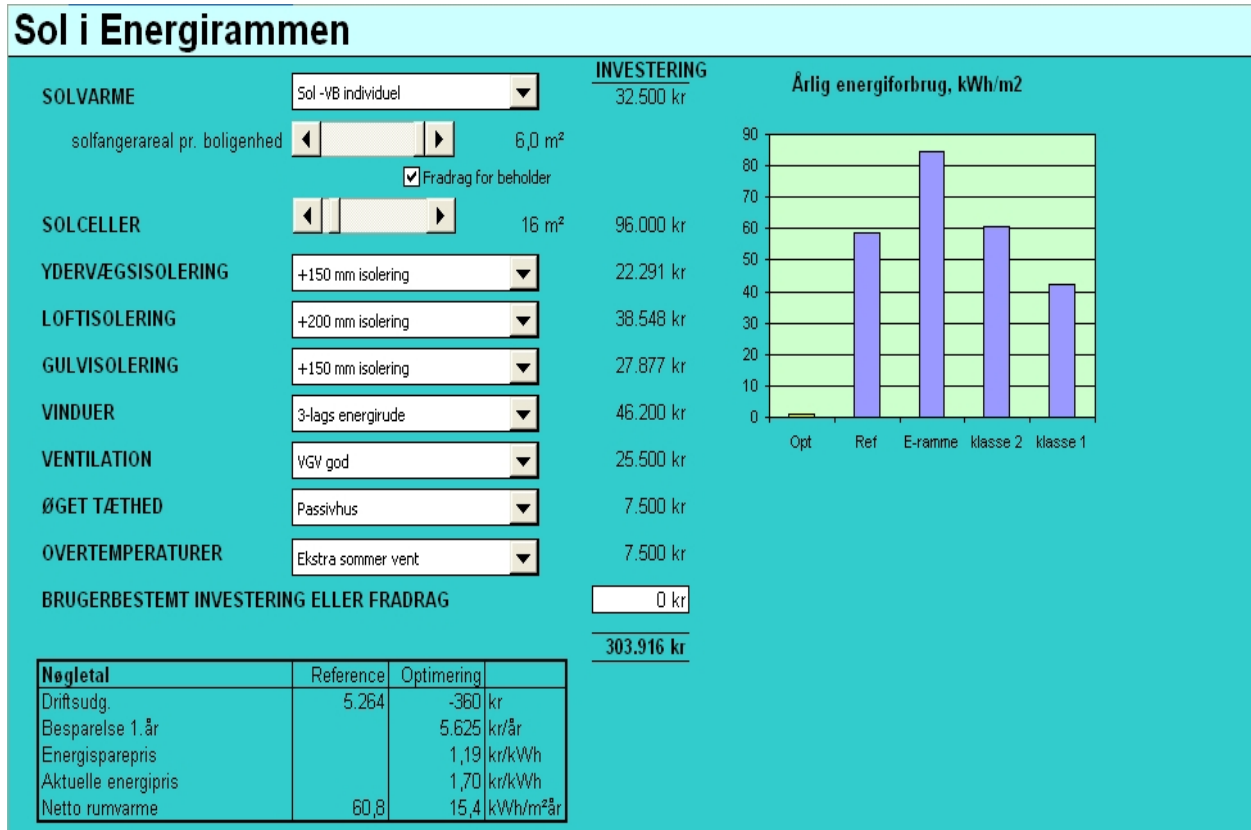 Sol i Energirammen
INVESTERING
SOLVARME Sol -VB individuel 32.500 kr
solfangerareal pr. boligenhed 6,0 m²
Fradrag for beholder
SOLCELLER 16 m² 96.000 kr
YDERVÆGSISOLERING +150 mm isolering 22.291 kr
LOFTISOLERING +200 mm isolering 38.548 kr
GULVISOLERING +150 mm isolering 27.877 kr
VINDUER 3-lags energirude 46.200 kr
VENTILATION VGV god 25.500 kr
ØGET TÆTHED Passivhus 7.500 kr
OVERTEMPERATURER Ekstra sommer vent 7.500 kr
BRUGERBESTEMT INVESTERING ELLER FRADRAG 0 kr
303.916 kr
Nøgletal Reference Optimering
Driftsudg. 5.264 -360 kr
Besparelse 1.år 5.625 kr/år
Energisparepris 1,19 kr/kWh
Aktuelle energipris 1,70 kr/kWh
Netto rumvarme 60,8 15,4 kWh/m²år
Årlig energiforbrug, kWh/m2
90
80
70
60
50
40
30
20
10
0
Opt Ref E-ramme klasse 2 klasse 1